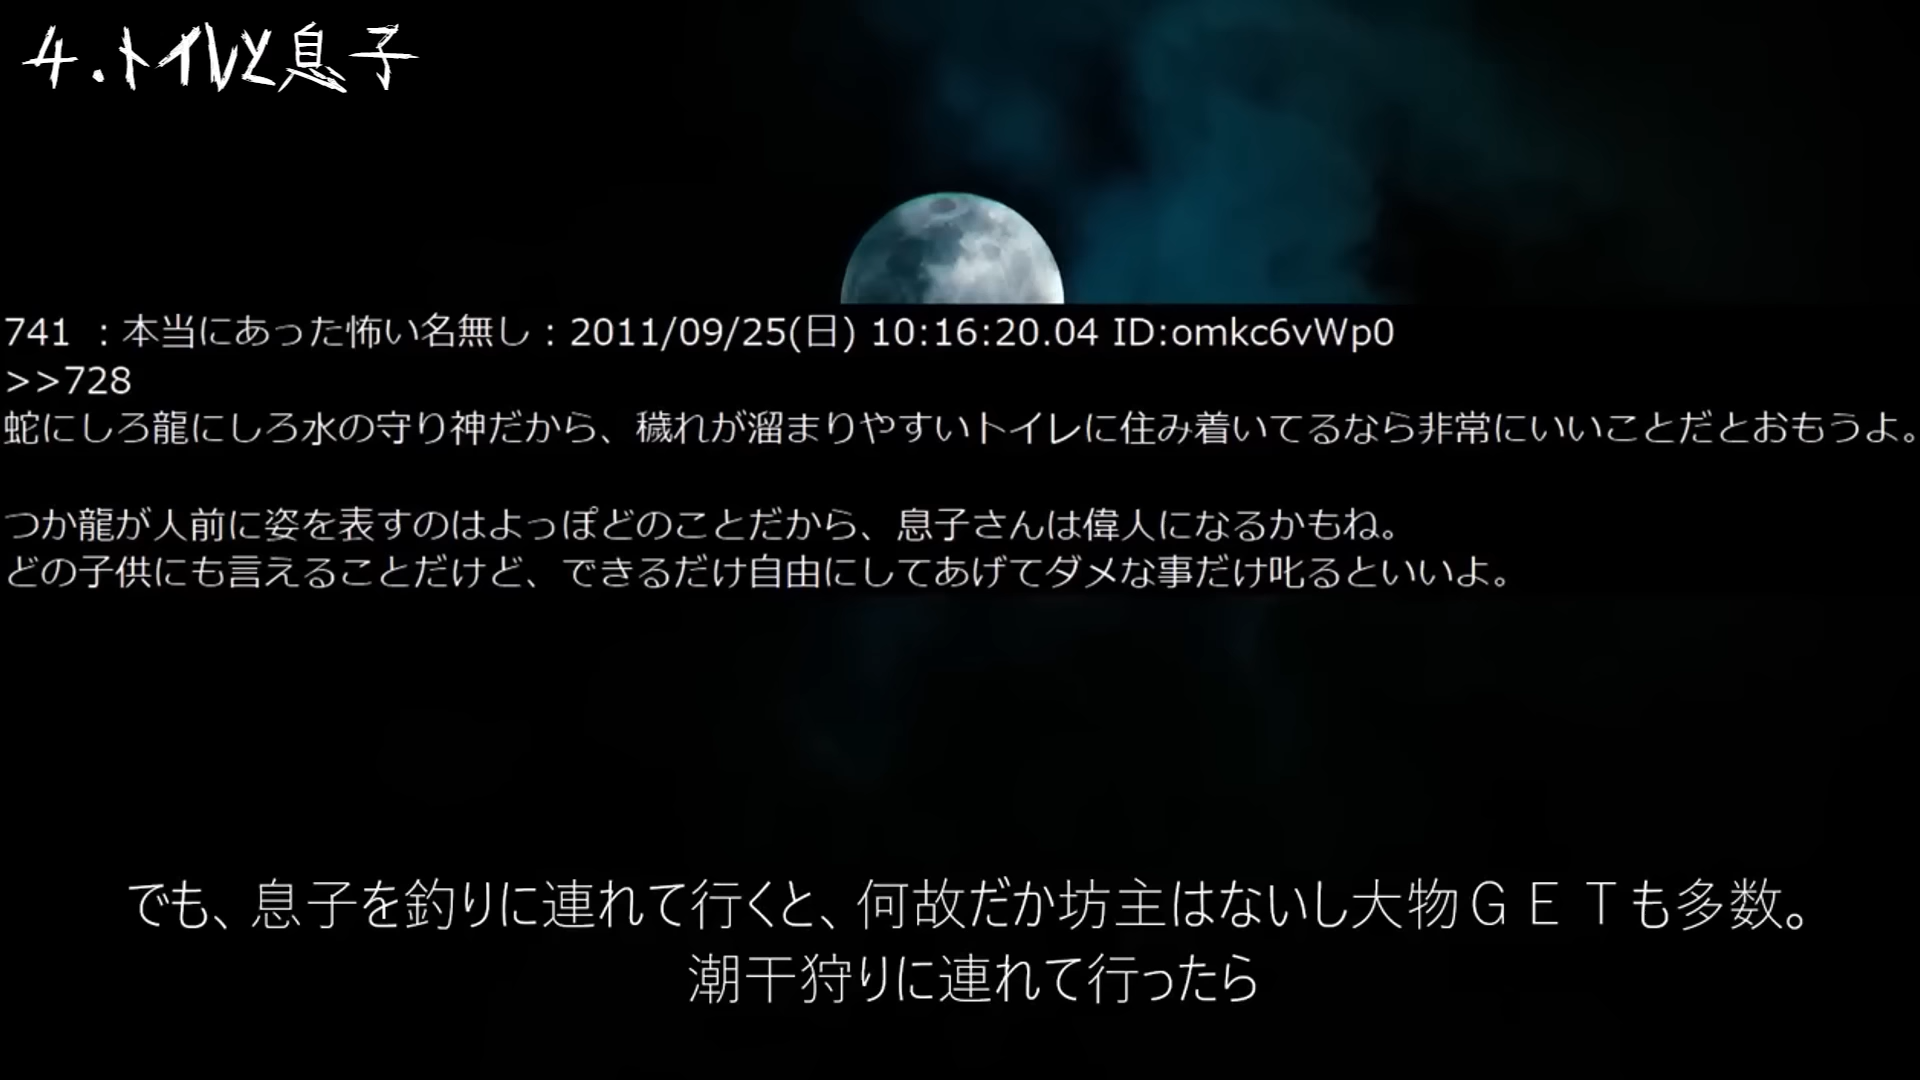 4.トイレと息子
741 ：本当にあった怖い名無し：2011/09/25(日) 10:16:20.04 ID:omkc6vWp0
>>728
蛇にしろ龍にしろ水の守り神だから、穢れが溜まりやすいトイレに住み着いてるなら非常にいいことだとおもうよ。
つか龍が人前に姿を表すのはよっぽどのことだから、息子さんは偉人になるかもね。
どの子供にも言えることだけど、できるだけ自由にしてあげてダメな事だけ叱るといいよ。
でも、息子を釣りに連れて行くと、何故だか坊主はないし大物ＧＥＴも多数。
潮干狩りに連れて行ったら